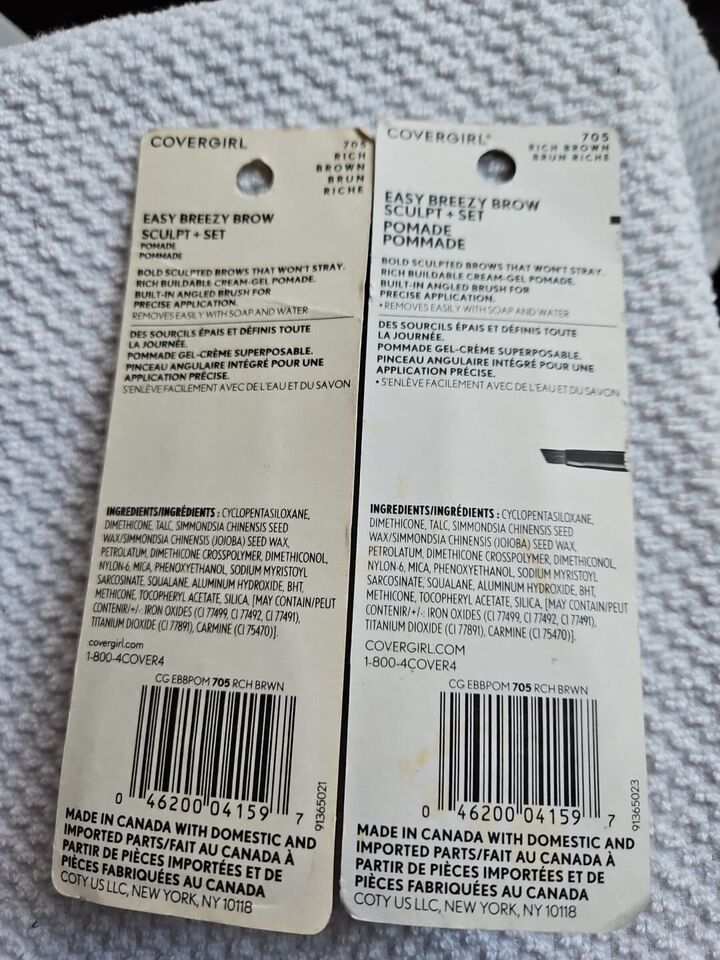 COVERGIRL
705
RICH
BROWN
BRUN
RICHE
EASY BREEZY BROW
SCULPT + SET
POMADE
POMMADE
BOLD SCULPTED BROWS THAT WON'T STRAY.
RICH BUILDABLE CREAM-GEL POMADE.
BUILT-IN ANGLED BRUSH FOR
PRECISE APPLICATION.
REMOVES EASILY WITH SOAP AND WATER
DES SOURCILS ÉPAIS ET DÉFINIS TOUTE
LA JOURNÉE.
POMMADE GEL-CRÈME SUPERPOSABLE.
PINCEAU ANGULAIRE INTÉGRÉ POUR UNE
APPLICATION PRÉCISE.
S'ENLÈVE FACILEMENT AVEC DE L'EAU ET DU SAVON
INGREDIENTS/INGRÉDIENTS : CYCLOPENTASILOXANE,
DIMETHICONE, TALC, SIMMONDSIA CHINENSIS SEED
WAX/SIMMONDSIA CHINENSIS (JOJOBA) SEED WAX,
PETROLATUM, DIMETHICONE CROSSPOLYMER, DIMETHICONOL,
NYLON-6, MICA, PHENOXYETHANOL, SODIUM MYRISTOYL
SARCOSINATE, SQUALANE, ALUMINUM HYDROXIDE, BHT,
METHICONE, TOCOPHERYL ACETATE, SILICA, [MAY CONTAIN/PEUT
CONTENIR/+/-: IRON OXIDES (CI 77499, CI 77492, CI 77491),
TITANIUM DIOXIDE (CI 77891), CARMINE (CI 75470)].
covergirl.com
1-800-4COVER4
CG EBBPOM 705 RCH BRWN
0 46200 04159 7
91365021
MADE IN CANADA WITH DOMESTIC AND
IMPORTED PARTS/FAIT AU CANADA À
PARTIR DE PIÈCES IMPORTÉES ET DE
PIÈCES FABRIQUÉES AU CANADA
COTY US LLC, NEW YORK, NY 10118
COVERGIRL®
705
RICH BROWN
BRUN RICHE
EASY BREEZY BROW
SCULPT + SET
POMADE
POMMADE
BOLD SCULPTED BROWS THAT WON'T STRAY.
RICH BUILDABLE CREAM-GEL POMADE.
BUILT-IN ANGLED BRUSH FOR
PRECISE APPLICATION.
• REMOVES EASILY WITH SOAP AND WATER
DES SOURCILS ÉPAIS ET DÉFINIS TOUTE
LA JOURNÉE.
POMMADE GEL-CRÈME SUPERPOSABLE.
PINCEAU ANGULAIRE INTÉGRÉ POUR UNE
APPLICATION PRÉCISE.
• S'ENLÈVE FACILEMENT AVEC DE L'EAU ET DU SAVON
INGREDIENTS/INGRÉDIENTS : CYCLOPENTASILOXANE,
DIMETHICONE, TALC, SIMMONDSIA CHINENSIS SEED
WAX/SIMMONDSIA CHINENSIS (JOJOBA) SEED WAX,
PETROLATUM, DIMETHICONE CROSSPOLYMER, DIMETHICONOL,
NYLON-6, MICA, PHENOXYETHANOL, SODIUM MYRISTOYL
SARCOSINATE, SQUALANE, ALUMINUM HYDROXIDE, BHT,
METHICONE, TOCOPHERYL ACETATE, SILICA, [MAY CONTAIN/PEUT
CONTENIR/+/-: IRON OXIDES (CI 77499, CI 77492, CI 77491),
TITANIUM DIOXIDE (CI 77891), CARMINE (CI 75470)].
COVERGIRL.COM
1-800-4COVER4
CG EBBPOM 705 RCH BRWN
0 46200 04159 7
91365023
MADE IN CANADA WITH DOMESTIC AND
IMPORTED PARTS/FAIT AU CANADA À
PARTIR DE PIÈCES IMPORTÉES ET DE
PIÈCES FABRIQUÉES AU CANADA
COTY US LLC, NEW YORK, NY 10118